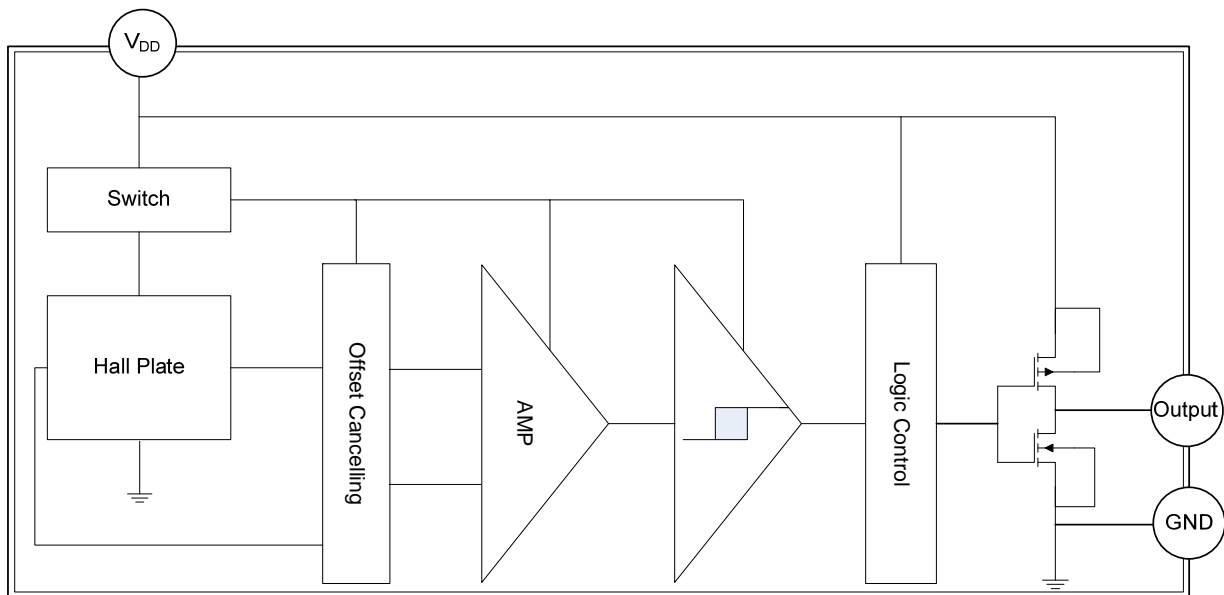 VDD
Switch
Hall Plate
Offset Cancelling
AMP
Logic Control
Output
GND